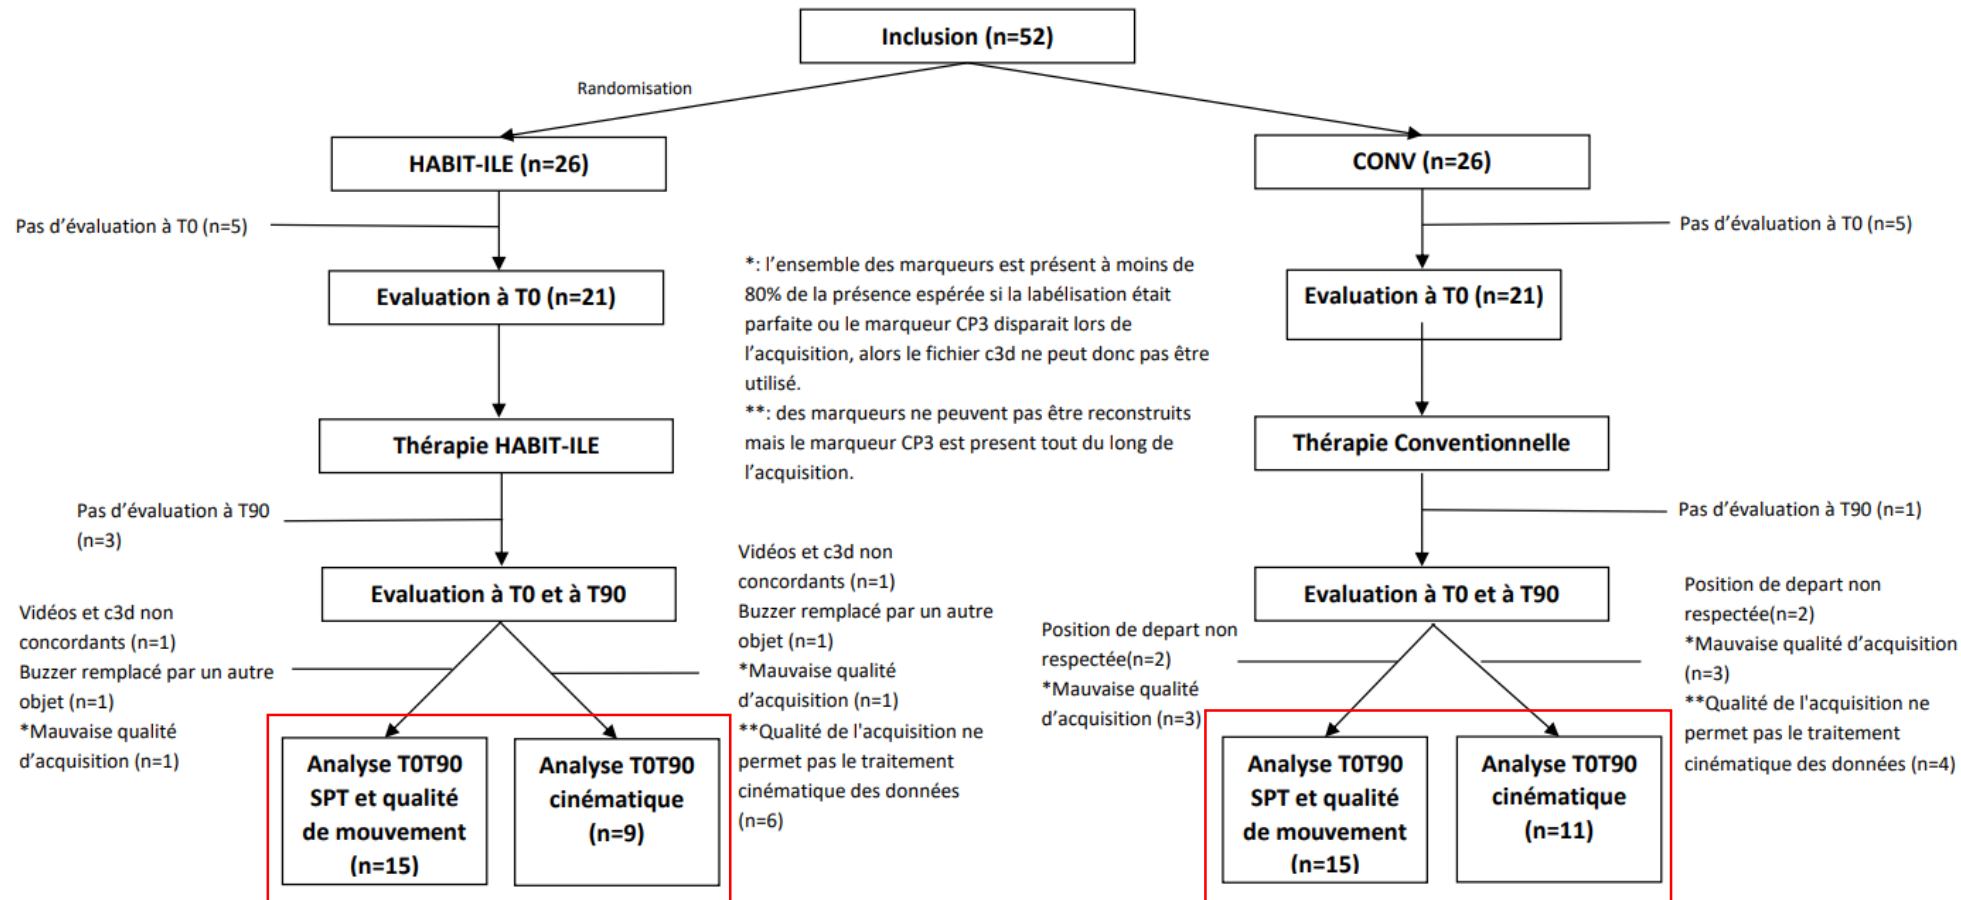 Inclusion (n=52)
Randomisation
HABIT-ILE (n=26)
CONV (n=26)
Pas d’évaluation à T0 (n=5)
Pas d’évaluation à T0 (n=5)
Evaluation à T0 (n=21)
Evaluation à T0 (n=21)
*: l’ensemble des marqueurs est présent à moins de
80% de la présence espérée si la labélisation était
parfaite ou le marqueur CP3 disparait lors de
l’acquisition, alors le fichier c3d ne peut donc pas être
utilisé.
**: des marqueurs ne peuvent pas être reconstruits
mais le marqueur CP3 est present tout du long de
l’acquisition.
Thérapie HABIT-ILE
Thérapie Conventionnelle
Pas d’évaluation à T90
(n=3)
Pas d’évaluation à T90 (n=1)
Evaluation à T0 et à T90
Evaluation à T0 et à T90
Vidéos et c3d non
concordants (n=1)
Buzzer remplacé par un autre
objet (n=1)
*Mauvaise qualité
d’acquisition (n=1)
Vidéos et c3d non
concordants (n=1)
Buzzer remplacé par un autre
objet (n=1)
*Mauvaise qualité
d’acquisition (n=1)
**Qualité de l'acquisition ne
permet pas le traitement
cinématique des données
(n=6)
Position de depart non
respectée(n=2)
*Mauvaise qualité
d’acquisition (n=3)
Position de depart non
respectée(n=2)
*Mauvaise qualité d’acquisition
(n=3)
**Qualité de l'acquisition ne
permet pas le traitement
cinématique des données (n=4)
Analyse T0T90
SPT et qualité
de mouvement
(n=15)
Analyse T0T90
cinématique
(n=9)
Analyse T0T90
SPT et qualité
de mouvement
(n=15)
Analyse T0T90
cinématique
(n=11)